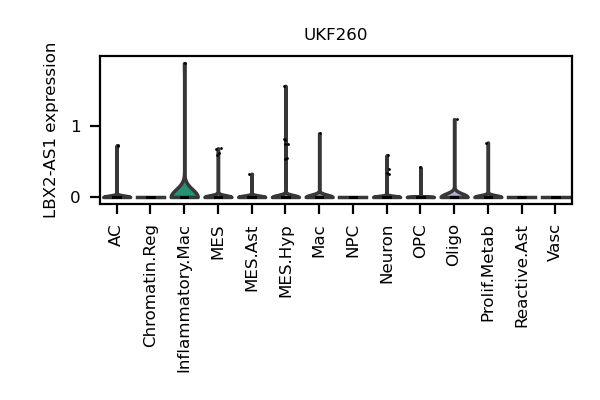 UKF260
LBX2-AS1 expression
1
0
AC
Chromatin.Reg
Inflammatory.Mac
MES
MES.Ast
MES.Hyp
Mac
NPC
Neuron
OPC
Oligo
Prolif.Metab
Reactive.Ast
Vasc